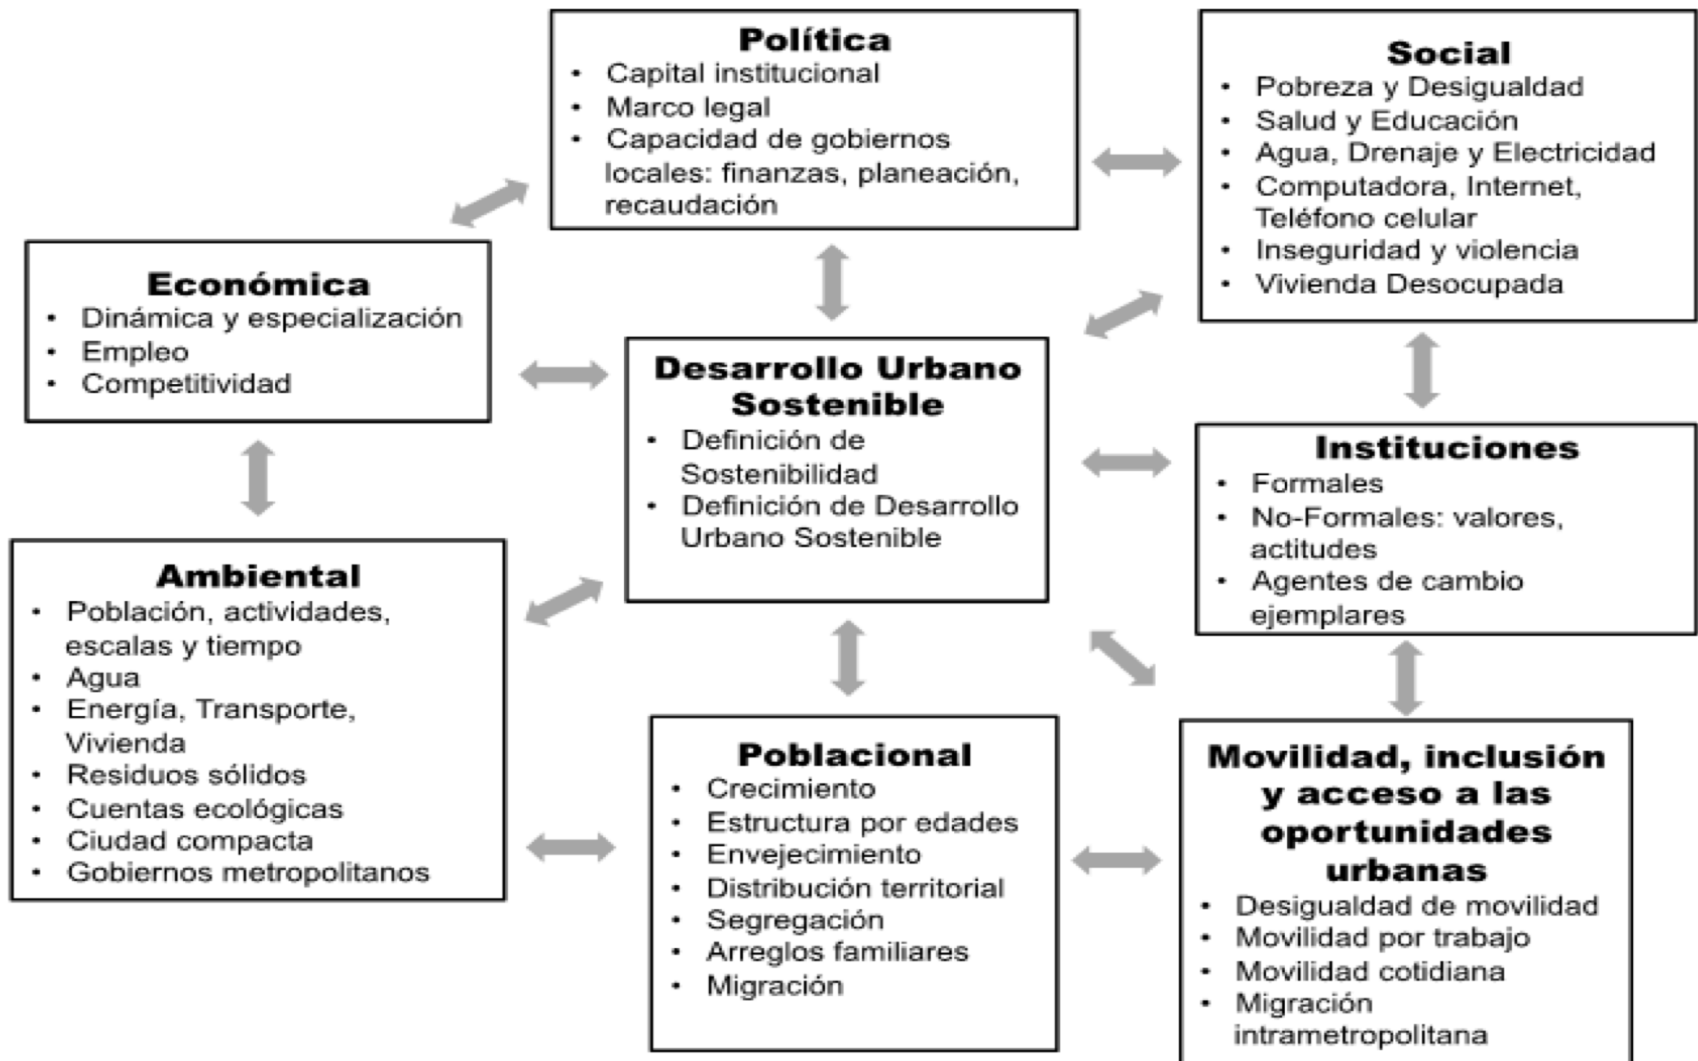 Política
• Capital institucional
• Marco legal
• Capacidad de gobiernos
locales: finanzas, planeación,
recaudación
Social
• Pobreza y Desigualdad
• Salud y Educación
• Agua, Drenaje y Electricidad
• Computadora, Internet,
Teléfono celular
• Inseguridad y violencia
• Vivienda Desocupada
Económica
• Dinámica y especialización
• Empleo
• Competitividad
Desarrollo Urbano
Sostenible
• Definición de
Sostenibilidad
• Definición de Desarrollo
Urbano Sostenible
Instituciones
• Formales
• No-Formales: valores,
actitudes
• Agentes de cambio
ejemplares
Ambiental
• Población, actividades,
escalas y tiempo
• Agua
• Energía, Transporte,
Vivienda
• Residuos sólidos
• Cuentas ecológicas
• Ciudad compacta
• Gobiernos metropolitanos
Poblacional
• Crecimiento
• Estructura por edades
• Envejecimiento
• Distribución territorial
• Segregación
• Arreglos familiares
• Migración
Movilidad, inclusión
y acceso a las
oportunidades
urbanas
• Desigualdad de movilidad
• Movilidad por trabajo
• Movilidad cotidiana
• Migración
intrametropolitana